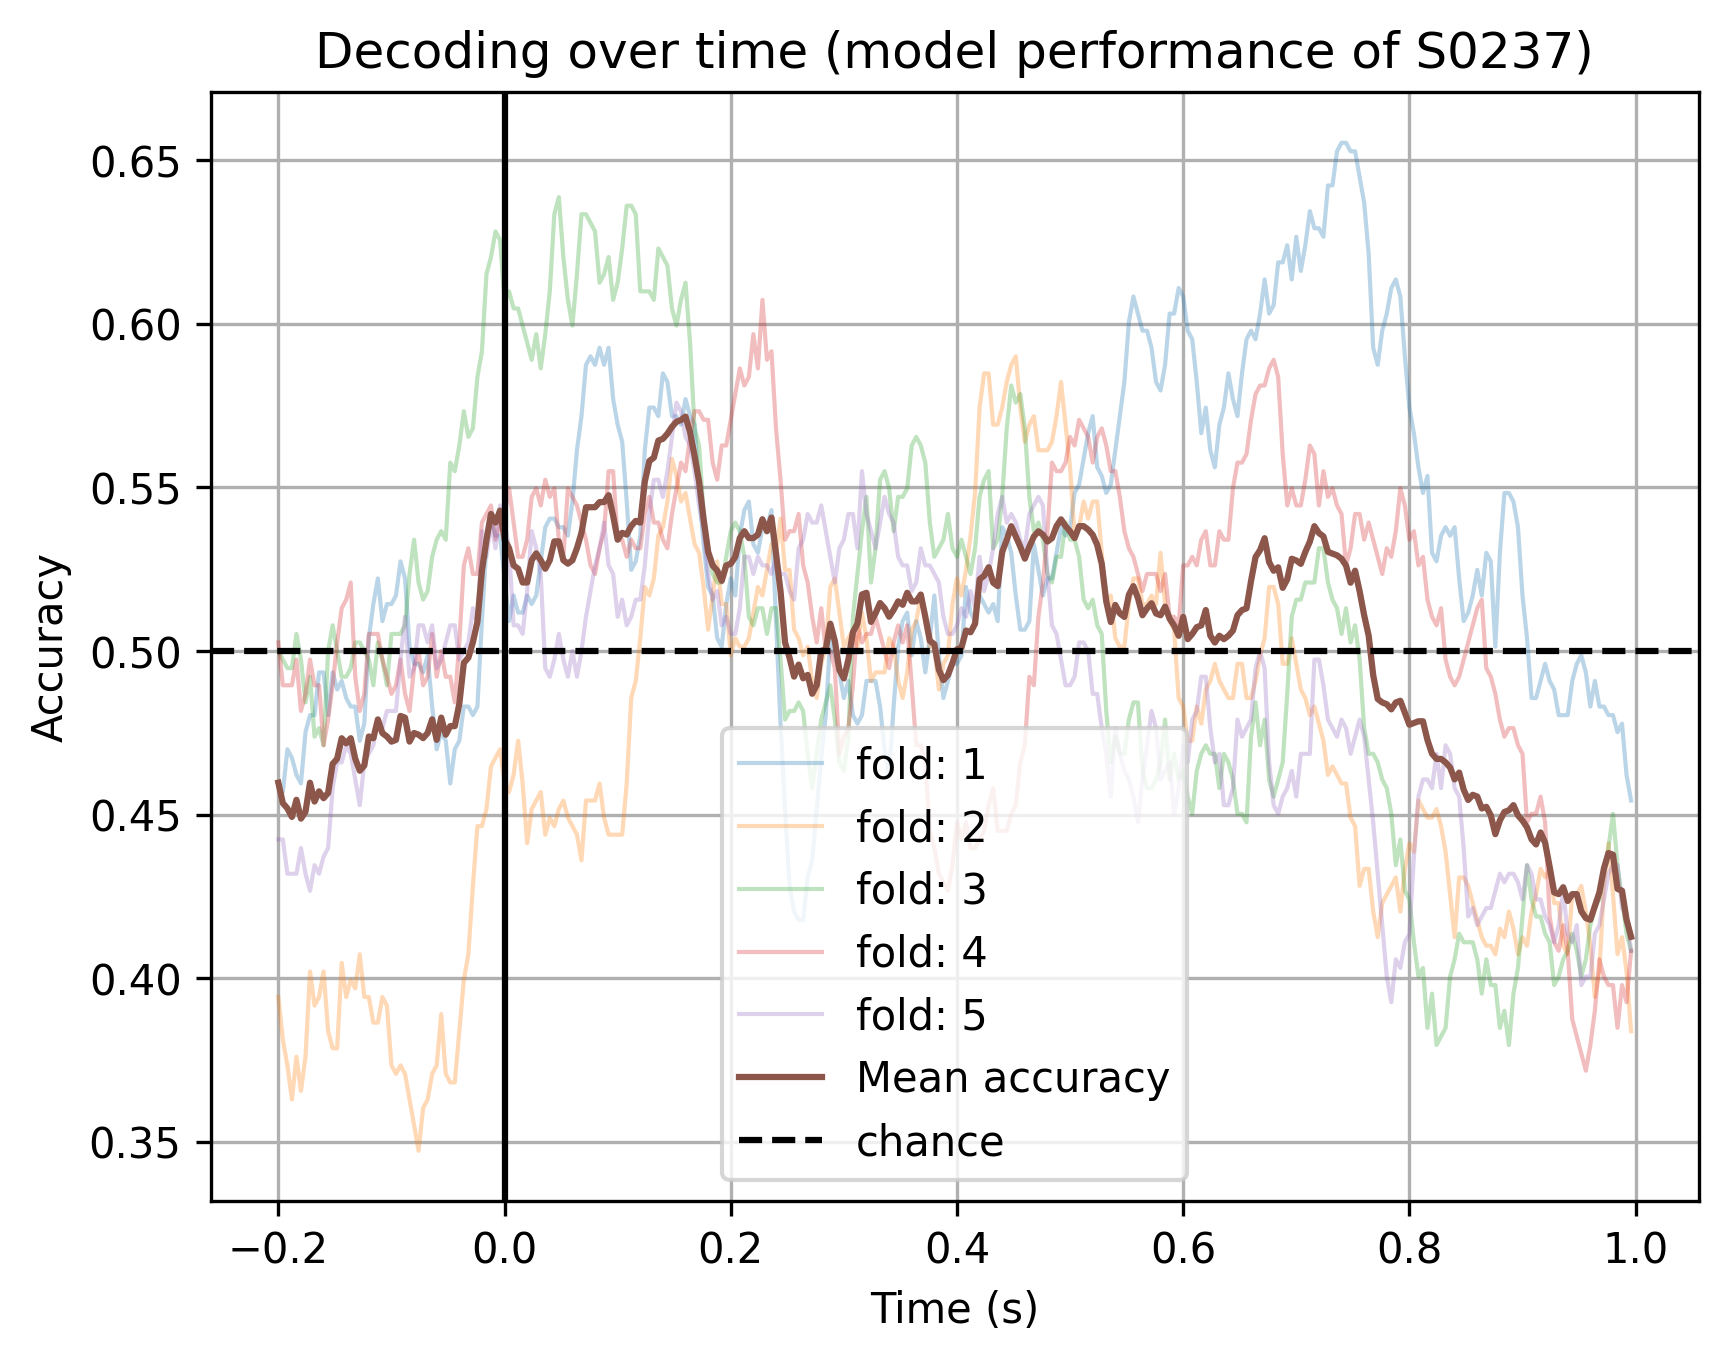 Decoding over time (model performance of S0237)
Accuracy
0.65
0.60
0.55
0.50
0.45
0.40
0.35
fold: 1
fold: 2
fold: 3
fold: 4
fold: 5
Mean accuracy
chance
−0.2 0.0 0.2 0.4 0.6 0.8 1.0
Time (s)